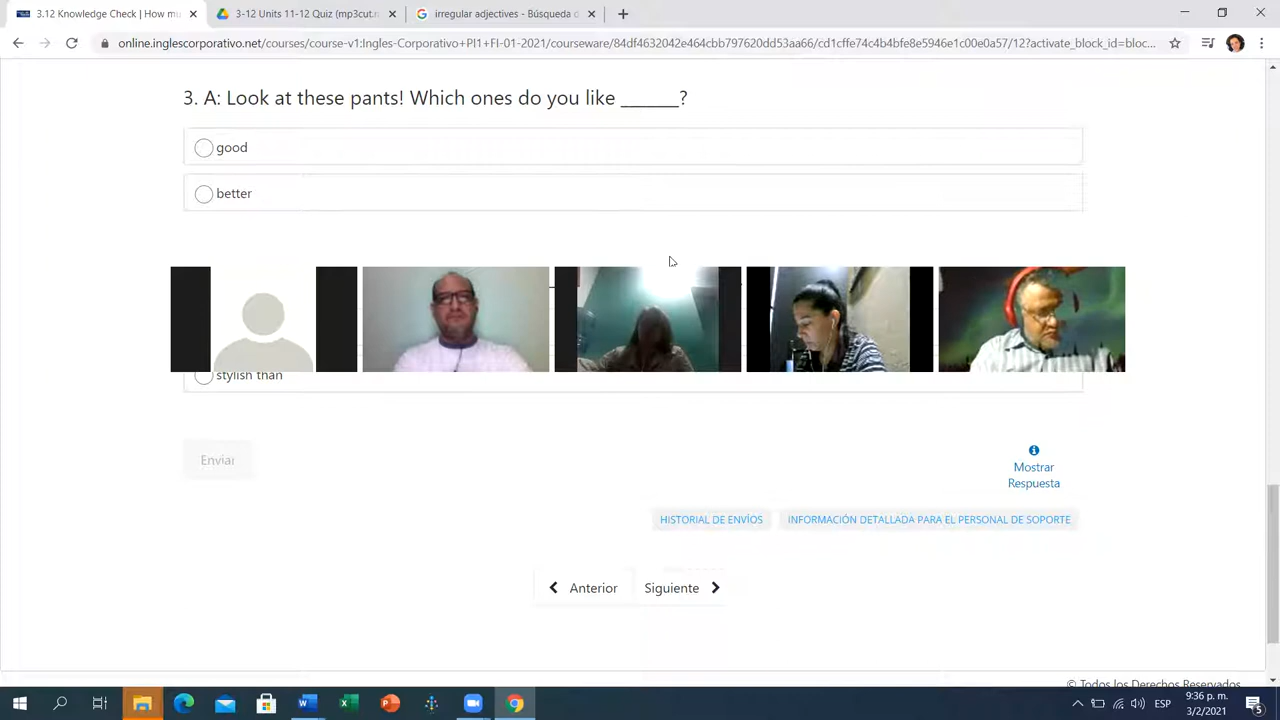 3.12 Knowledge Check | How mu
3-12 Units 11-12 Quiz (mp3cut.n
irregular adjectives - Búsqueda d
online.inglescorporativo.net/courses/course-v1:Ingles-Corporativo+PI1+FI-01-2021/courseware/84df4632042e464cbb797620dd53aa66/cd1cffe74c4b4bfe8e5946e1c00e0a57/12?activate_block_id=bloc...
3. A: Look at these pants! Which ones do you like ______?
good
better
stylish than
Enviar
Mostrar
Respuesta
HISTORIAL DE ENVÍOS
INFORMACIÓN DETALLADA PARA EL PERSONAL DE SOPORTE
Anterior
Siguiente
© Todos los Derechos Reservados
9:36 p. m.
ESP
3/2/2021
5